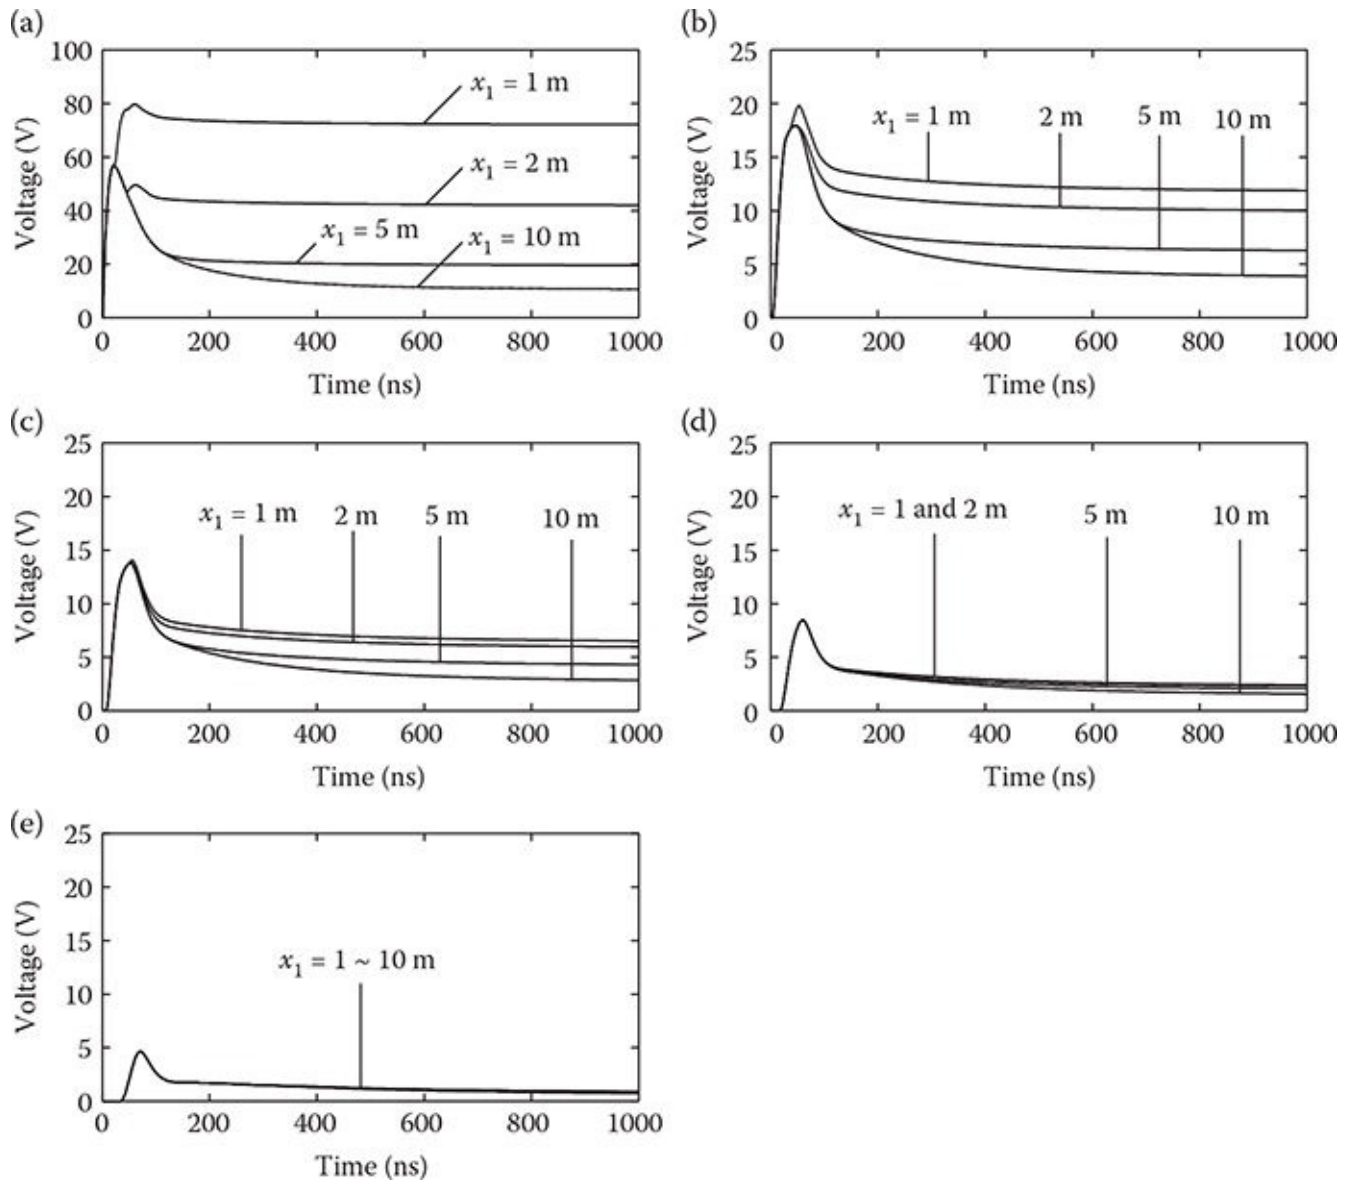 (a)
100
80
60
40
20
0
Voltage (V)
x₁ = 1 m
x₁ = 2 m
x₁ = 5 m
x₁ = 10 m
0 200 400 600 800 1000
Time (ns)
(b)
25
20
15
10
5
0
Voltage (V)
x₁ = 1 m 2 m 5 m 10 m
0 200 400 600 800 1000
Time (ns)
(c)
25
20
15
10
5
0
Voltage (V)
x₁ = 1 m 2 m 5 m 10 m
0 200 400 600 800 1000
Time (ns)
(d)
25
20
15
10
5
0
Voltage (V)
x₁ = 1 and 2 m 5 m 10 m
0 200 400 600 800 1000
Time (ns)
(e)
25
20
15
10
5
0
Voltage (V)
x₁ = 1 ~ 10 m
0 200 400 600 800 1000
Time (ns)